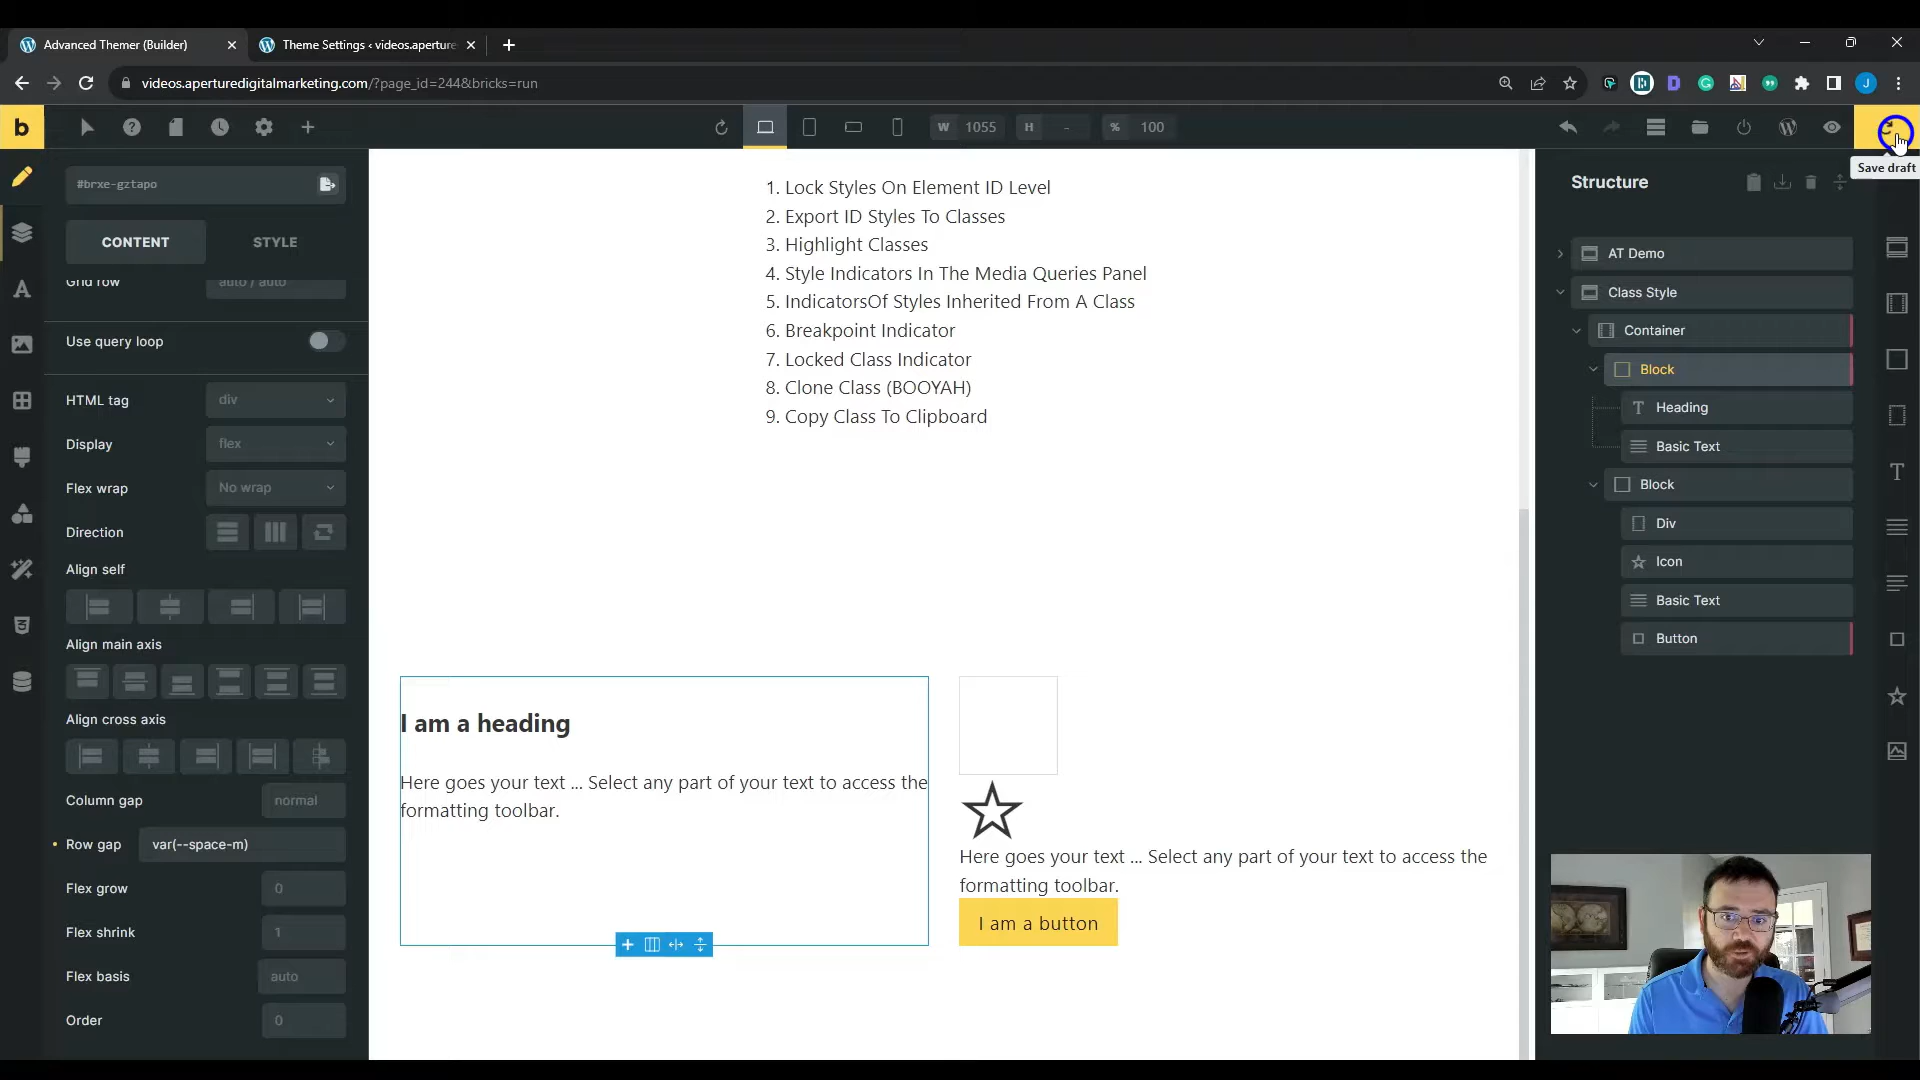 Advanced Themer (Builder)
Theme Settings ‹ videos.aperture
videos.aperturedigitalmarketing.com/?page_id=244&bricks=run
b
W 1055
H -
% 100
J
Save draft
#brxe-gztapo
CONTENT
STYLE
Grid row
auto / auto
Use query loop
HTML tag
div
Display
flex
Flex wrap
No wrap
Direction
Align self
Align main axis
Align cross axis
Column gap
normal
Row gap
var(--space-m)
Flex grow
0
Flex shrink
1
Flex basis
auto
Order
0
1. Lock Styles On Element ID Level
2. Export ID Styles To Classes
3. Highlight Classes
4. Style Indicators In The Media Queries Panel
5. IndicatorsOf Styles Inherited From A Class
6. Breakpoint Indicator
7. Locked Class Indicator
8. Clone Class (BOOYAH)
9. Copy Class To Clipboard
I am a heading
Here goes your text ... Select any part of your text to access the
formatting toolbar.
Here goes your text ... Select any part of your text to access the
formatting toolbar.
I am a button
Structure
AT Demo
Class Style
Container
Block
Heading
Basic Text
Block
Div
Icon
Basic Text
Button